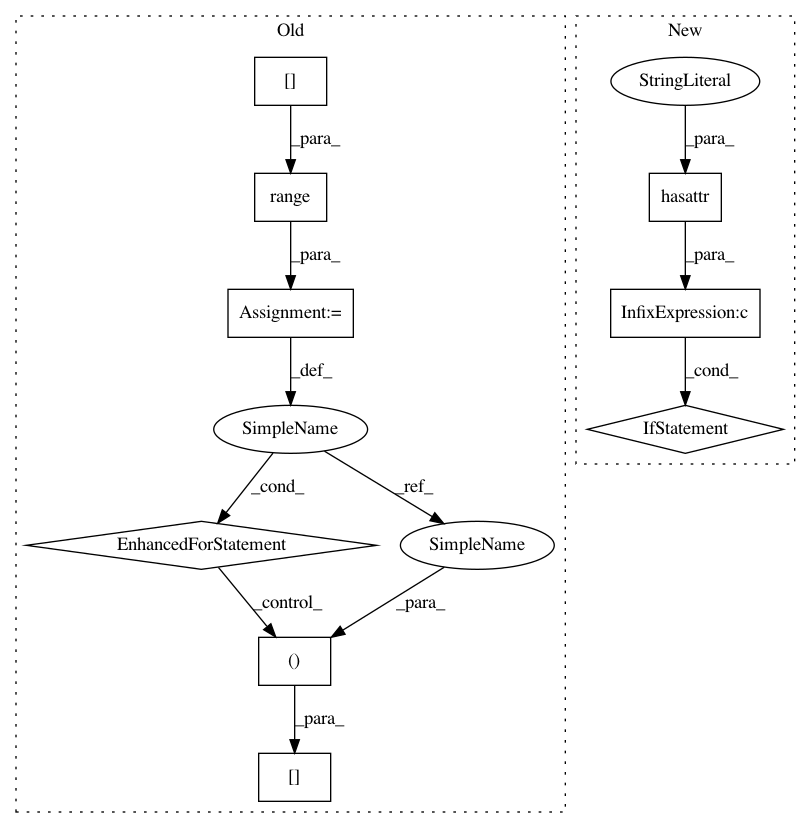 Old
New
[]
StringLiteral
_para_
_para_
range
hasattr
_para_
_para_
Assignment:=
InfixExpression:c
_def_
_cond_
SimpleName
IfStatement
_cond_
_ref_
EnhancedForStatement
SimpleName
_control_
_para_
()
_para_
[]